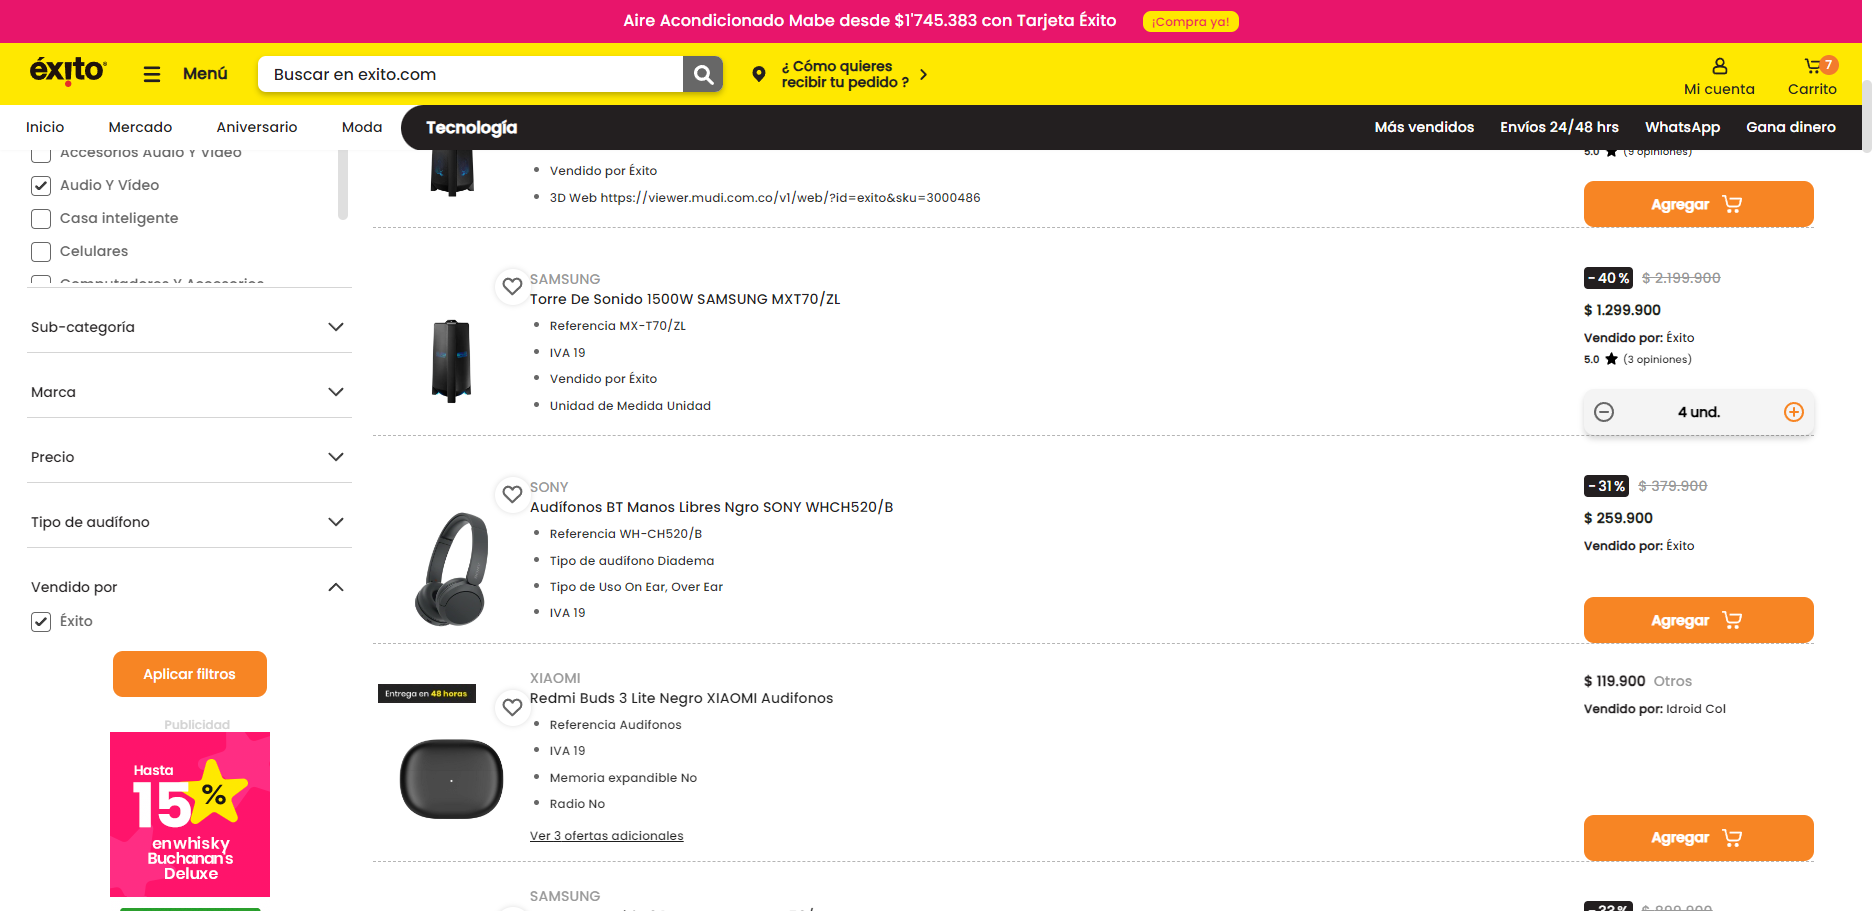 Aire Acondicionado Mabe desde $1'745.383 con Tarjeta Éxito
¡Compra ya!
éxito
Menú
Buscar en exito.com
¿ Cómo quieres
recibir tu pedido ?
Mi cuenta
7
Carrito
Inicio
Mercado
Aniversario
Moda
Tecnología
Más vendidos
Envíos 24/48 hrs
WhatsApp
Gana dinero
Accesorios Audio Y Video
Audio Y Vídeo
Casa inteligente
Celulares
Computadores Y Accesorios
Sub-categoría
Marca
Precio
Tipo de audífono
Vendido por
Éxito
Aplicar filtros
Publicidad
Hasta
15 %
en whisky
Buchanan's
Deluxe
Vendido por Éxito
3D Web https://viewer.mudi.com.co/v1/web/?id=exito&sku=3000486
5.0 (9 opiniones)
Agregar
SAMSUNG
Torre De Sonido 1500W SAMSUNG MXT70/ZL
Referencia MX-T70/ZL
IVA 19
Vendido por Éxito
Unidad de Medida Unidad
- 40 % $ 2.199.900
$ 1.299.900
Vendido por: Éxito
5.0 (3 opiniones)
4 und.
SONY
Audífonos BT Manos Libres Ngro SONY WHCH520/B
Referencia WH-CH520/B
Tipo de audífono Diadema
Tipo de Uso On Ear, Over Ear
IVA 19
- 31 % $ 379.900
$ 259.900
Vendido por: Éxito
Agregar
Entrega en 48 horas
XIAOMI
Redmi Buds 3 Lite Negro XIAOMI Audifonos
Referencia Audifonos
IVA 19
Memoria expandible No
Radio No
Ver 3 ofertas adicionales
$ 119.900 Otros
Vendido por: Idroid Col
Agregar
SAMSUNG